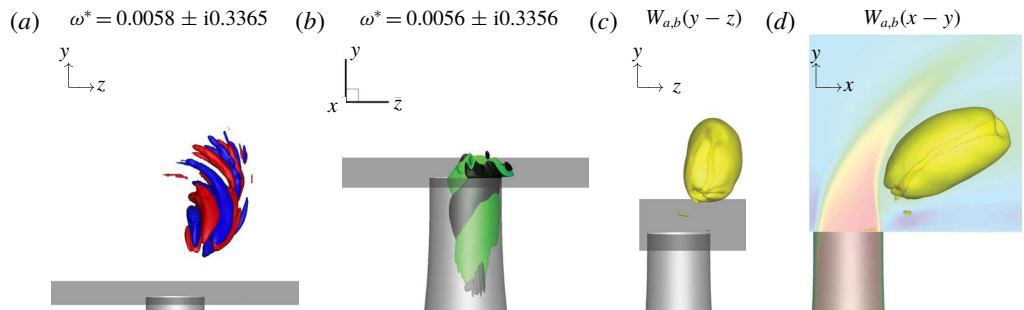 (a) ω* = 0.0058 ± i0.3365
(b) ω* = 0.0056 ± i0.3356
(c) W_{a,b}(y − z)
(d) W_{a,b}(x − y)
y
z
y
x
z̄
y
z
y
x